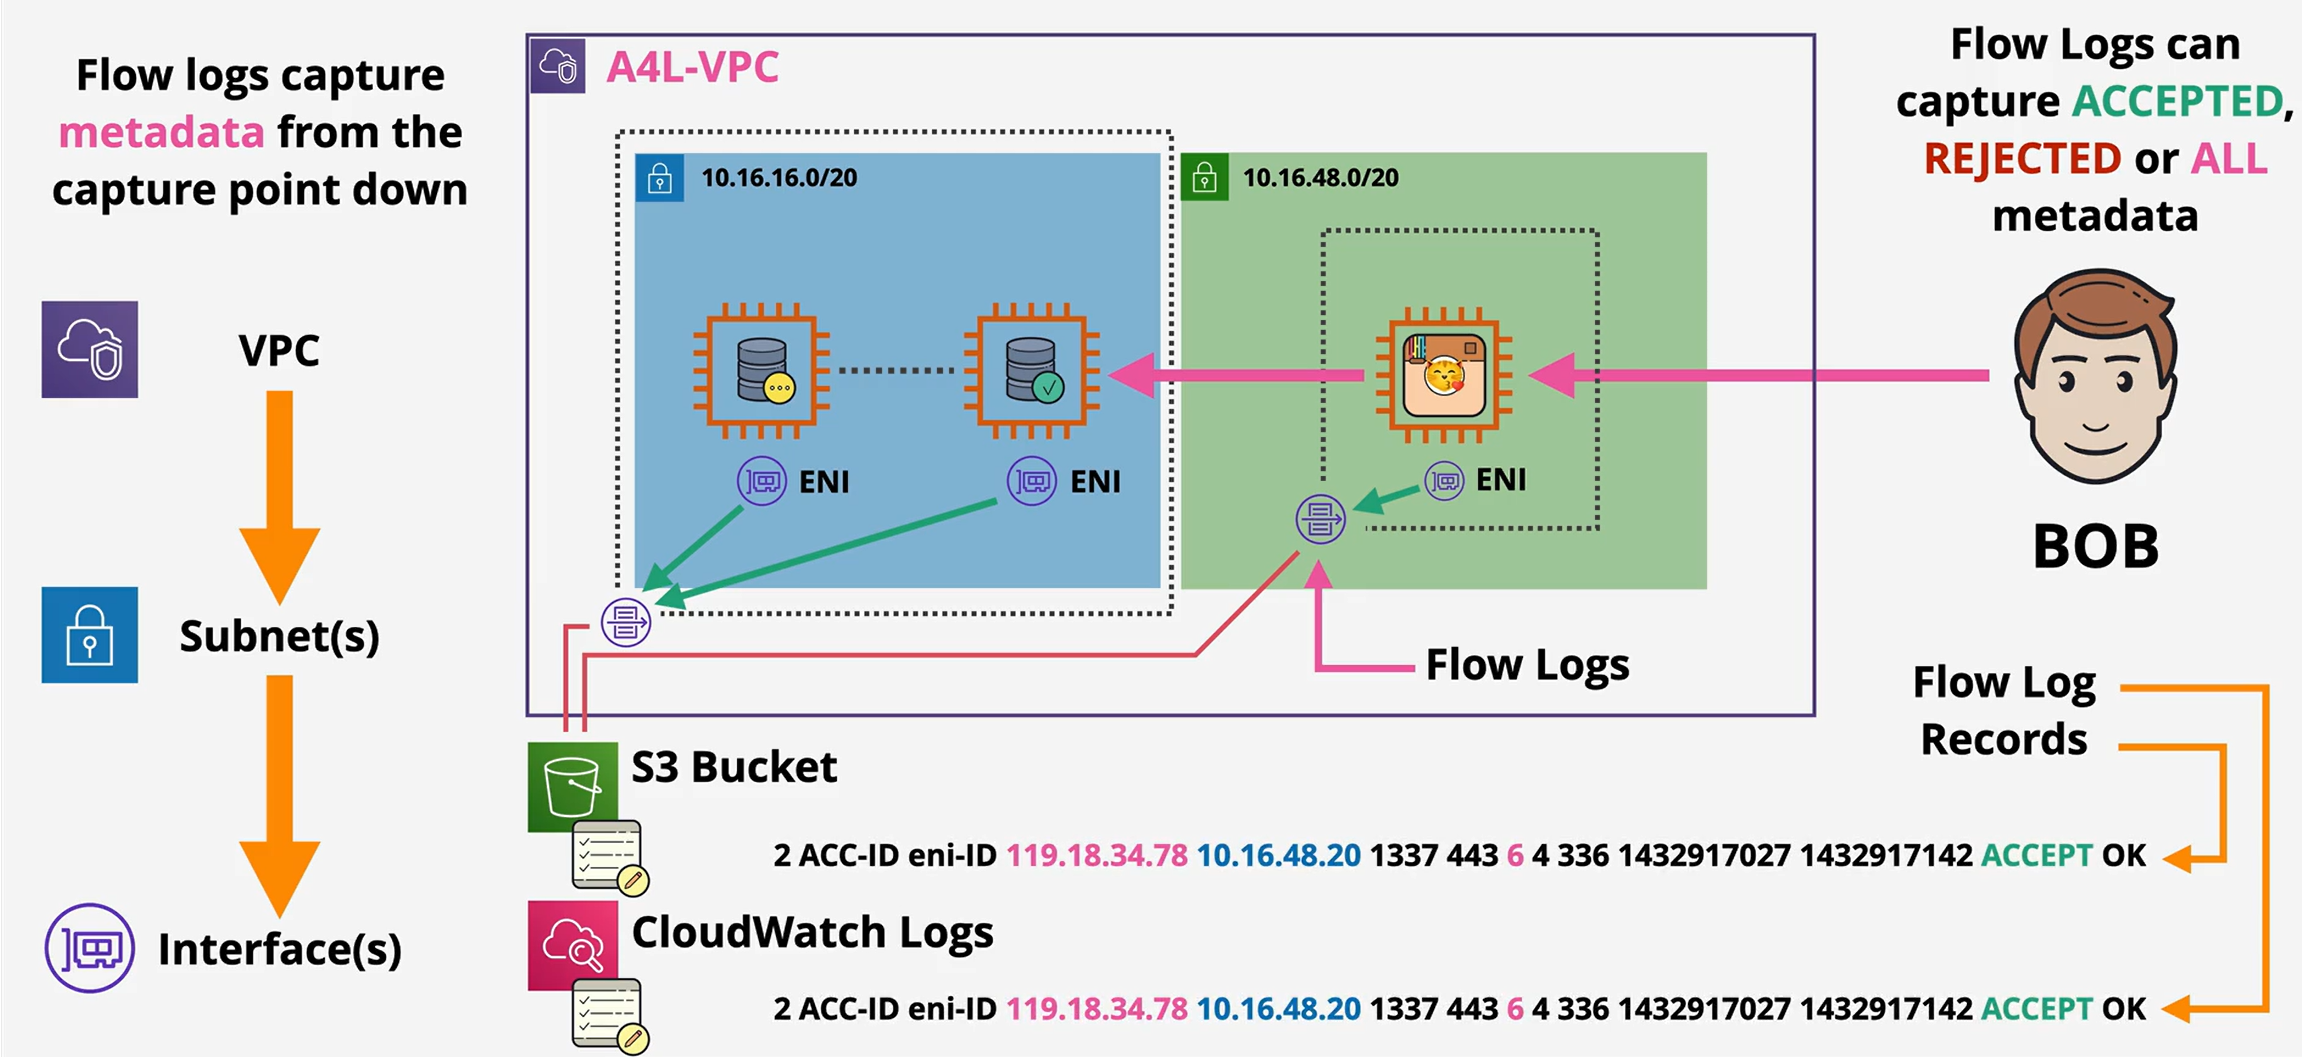 Flow logs capture
metadata from the
capture point down
VPC
Subnet(s)
Interface(s)
A4L-VPC
10.16.16.0/20
10.16.48.0/20
ENI
ENI
ENI
Flow Logs
Flow Logs can
capture ACCEPTED,
REJECTED or ALL
metadata
BOB
Flow Log
Records
S3 Bucket
2 ACC-ID eni-ID 119.18.34.78 10.16.48.20 1337 443 6 4 336 1432917027 1432917142 ACCEPT OK
CloudWatch Logs
2 ACC-ID eni-ID 119.18.34.78 10.16.48.20 1337 443 6 4 336 1432917027 1432917142 ACCEPT OK